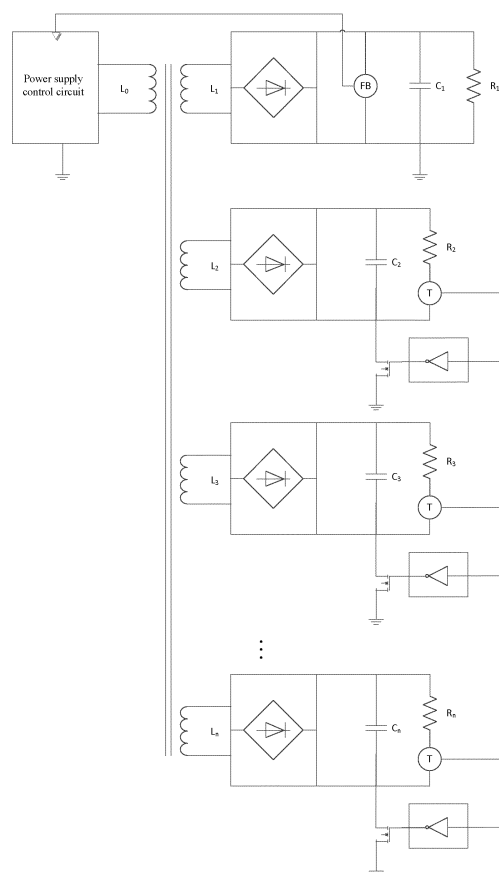 Power supply
control circuit
L0
L1
FB
C1
R1
L2
C2
R2
T
L3
C3
R3
T
Ln
Cn
Rn
T